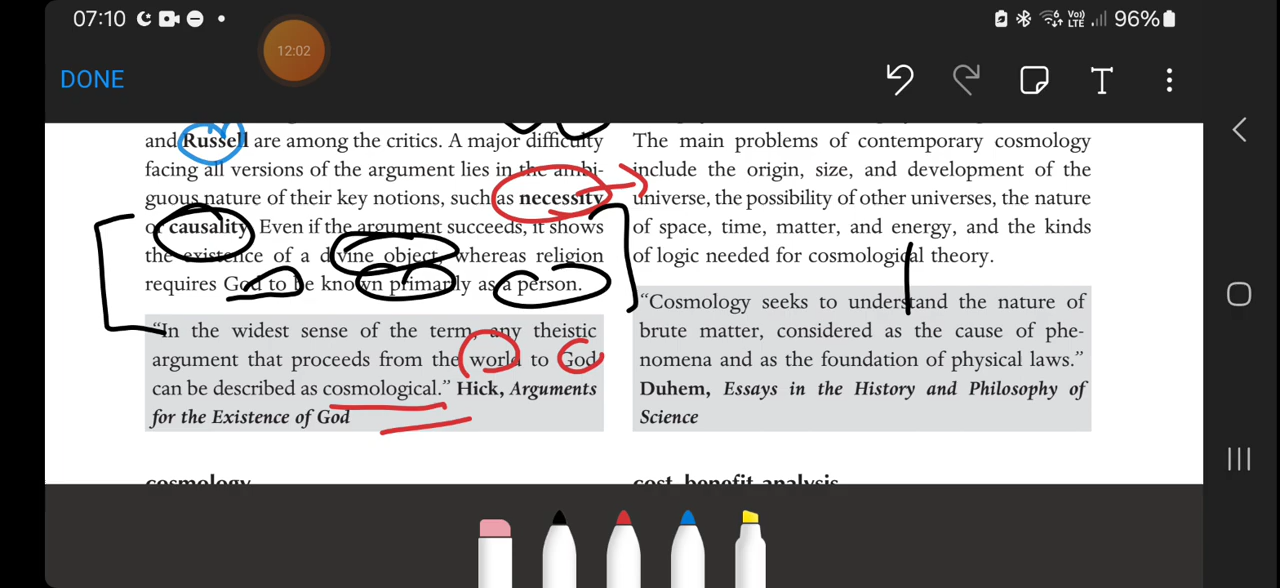 07:10
Vo) LTE 96%
12:02
DONE
T
and Russell are among the critics. A major difficulty
facing all versions of the argument lies in the ambi-
guous nature of their key notions, such as necessity
or causality. Even if the argument succeeds, it shows
the existence of a divine object, whereas religion
requires God to be known primarily as a person.
“In the widest sense of the term, any theistic
argument that proceeds from the world to God
can be described as cosmological.” Hick, Arguments
for the Existence of God
cosmology
The main problems of contemporary cosmology
include the origin, size, and development of the
universe, the possibility of other universes, the nature
of space, time, matter, and energy, and the kinds
of logic needed for cosmological theory.
“Cosmology seeks to understand the nature of
brute matter, considered as the cause of phe-
nomena and as the foundation of physical laws.”
Duhem, Essays in the History and Philosophy of
Science
cost-benefit analysis